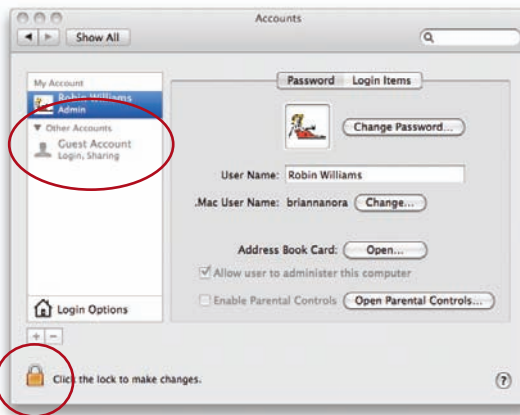 Accounts
Show All
My Account
Robin Williams
Admin
Other Accounts
Guest Account
Login, Sharing
Login Options
+ −
Password Login Items
Change Password...
User Name: Robin Williams
.Mac User Name: briannanora Change...
Address Book Card: Open...
Allow user to administer this computer
Enable Parental Controls Open Parental Controls...
Click the lock to make changes.
?